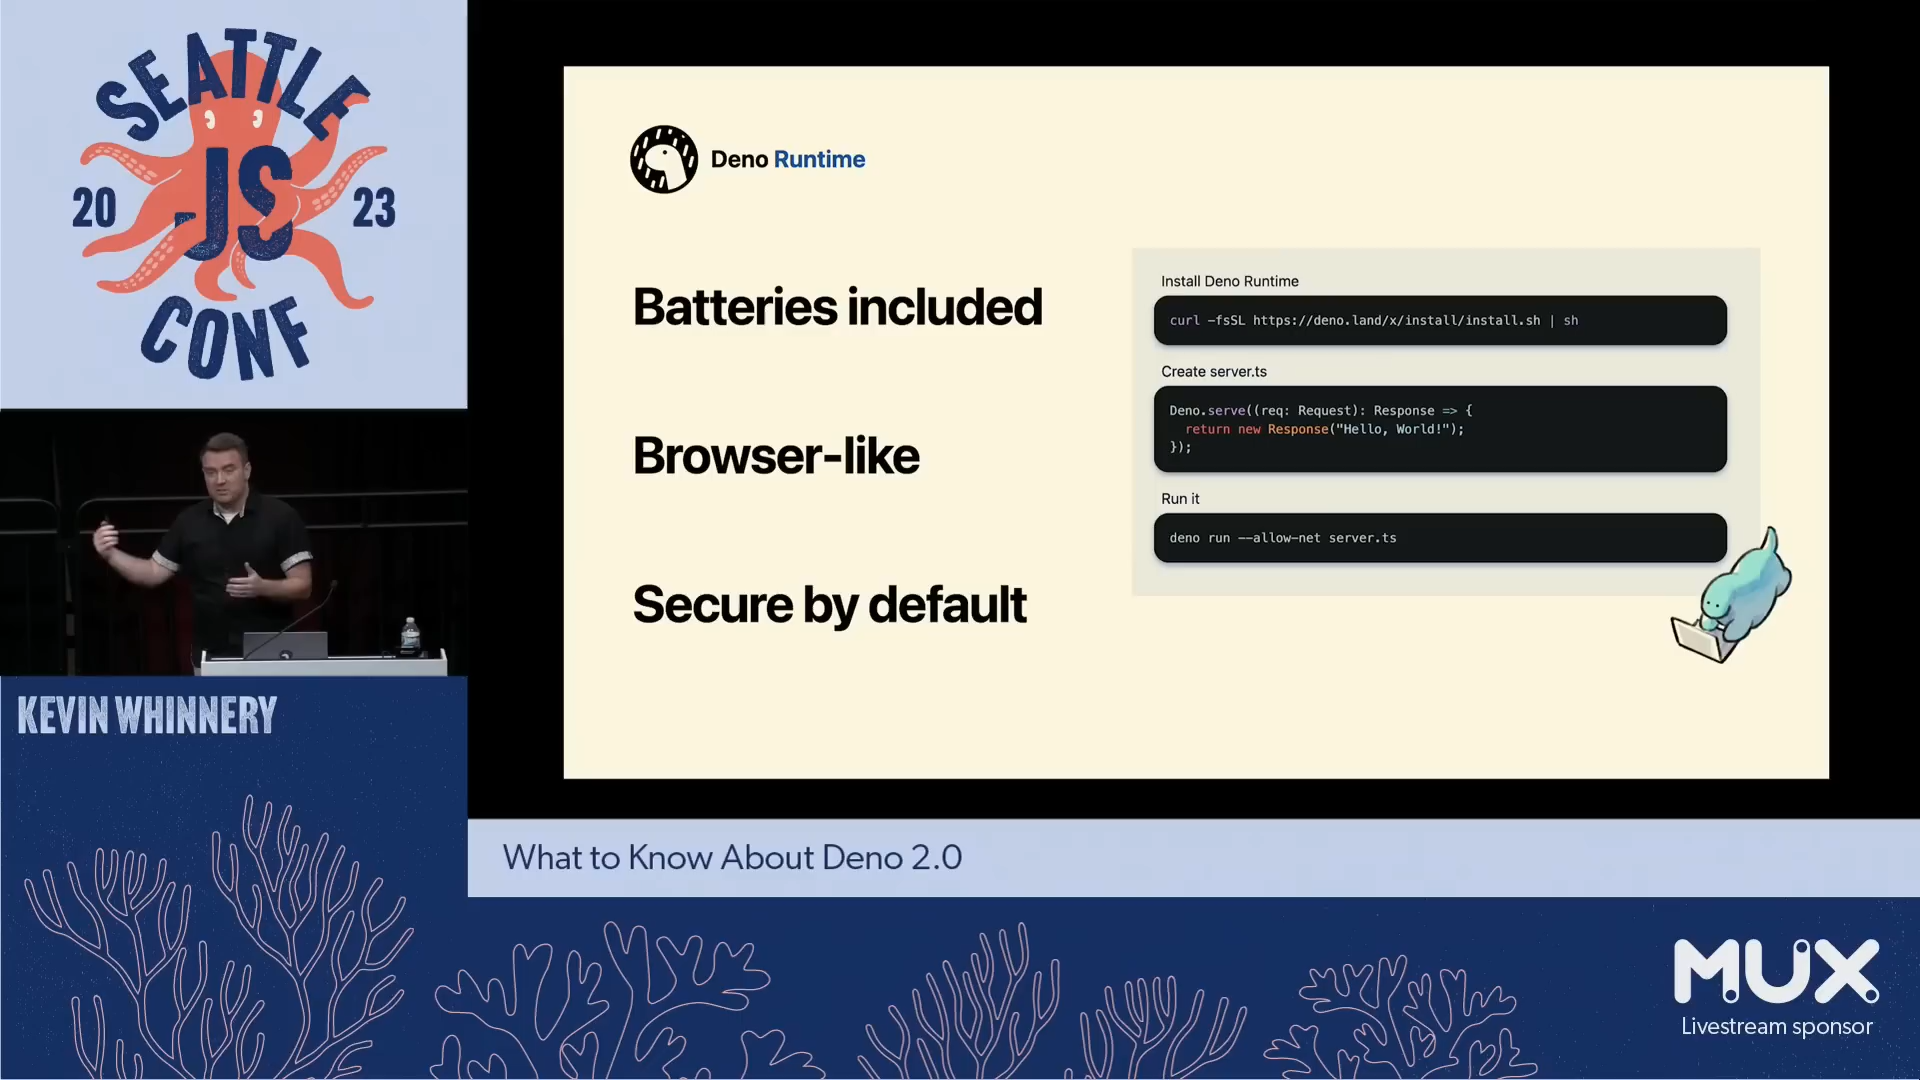 SEATTLE
JS
20 23
CONF
KEVIN WHINNERY
Deno Runtime
Batteries included
Browser-like
Secure by default
Install Deno Runtime
curl -fsSL https://deno.land/x/install/install.sh | sh
Create server.ts
Deno.serve((req: Request): Response => {
  return new Response("Hello, World!");
});
Run it
deno run --allow-net server.ts
What to Know About Deno 2.0
MUX
Livestream sponsor